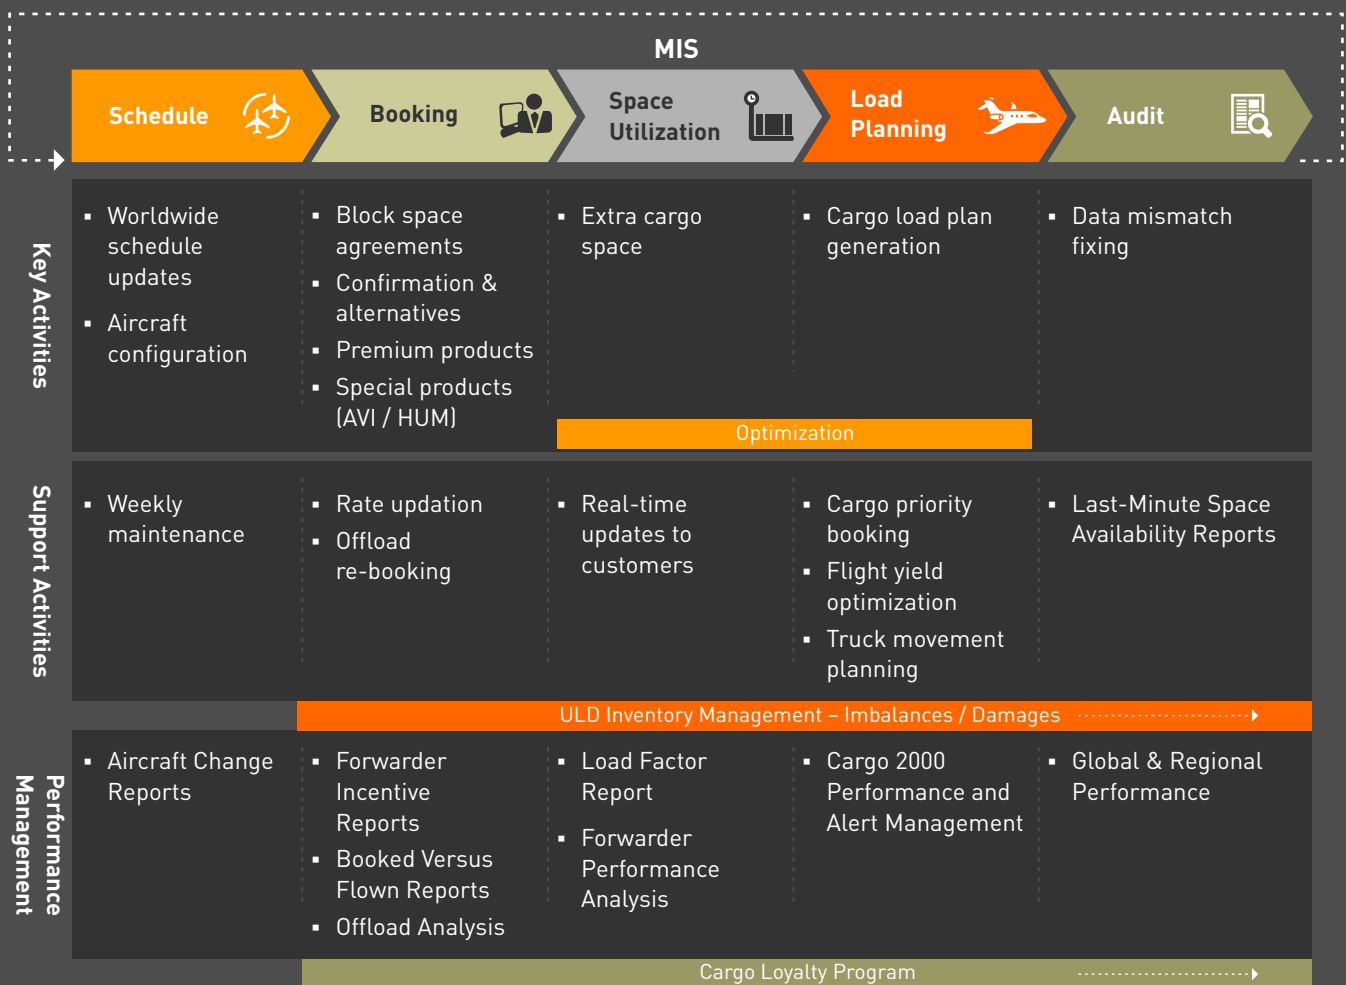 MIS
Schedule
Booking
Space
Utilization
Load
Planning
Audit
Key Activities
▪ Worldwide
schedule
updates
▪ Aircraft
configuration
▪ Block space
agreements
▪ Confirmation &
alternatives
▪ Premium products
▪ Special products
(AVI / HUM)
▪ Extra cargo
space
▪ Cargo load plan
generation
▪ Data mismatch
fixing
Optimization
Support Activities
▪ Weekly
maintenance
▪ Rate updation
▪ Offload
re-booking
▪ Real-time
updates to
customers
▪ Cargo priority
booking
▪ Flight yield
optimization
▪ Truck movement
planning
▪ Last-Minute Space
Availability Reports
ULD Inventory Management – Imbalances / Damages
Performance
Management
▪ Aircraft Change
Reports
▪ Forwarder
Incentive
Reports
▪ Booked Versus
Flown Reports
▪ Offload Analysis
▪ Load Factor
Report
▪ Forwarder
Performance
Analysis
▪ Cargo 2000
Performance and
Alert Management
▪ Global & Regional
Performance
Cargo Loyalty Program